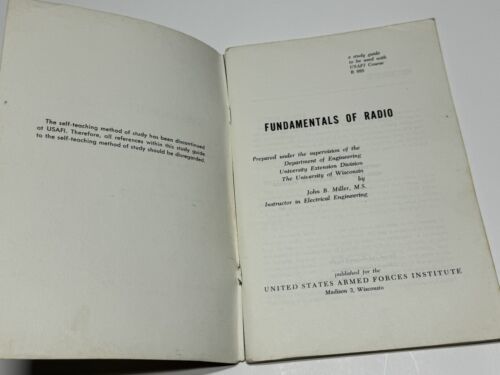 The self-teaching method of study has been discontinued
at USAFI. Therefore, all references within this study guide
to the self-teaching method of study should be disregarded.
a study guide
to be used with
USAFI Course
B 885
FUNDAMENTALS OF RADIO
Prepared under the supervision of the
Department of Engineering
University Extension Division
The University of Wisconsin
by
John B. Miller, M.S.
Instructor in Electrical Engineering
published for the
UNITED STATES ARMED FORCES INSTITUTE
Madison 3, Wisconsin